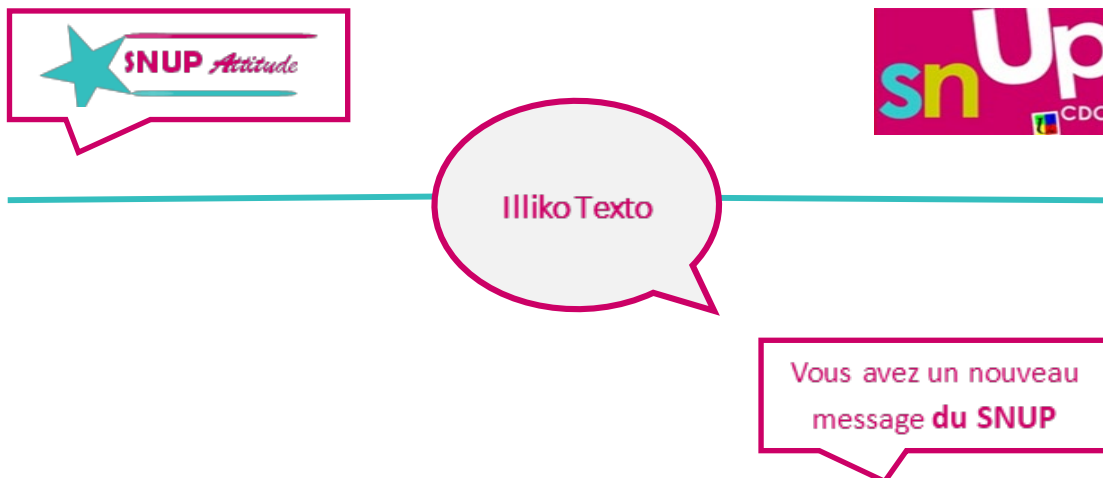 SNUP Attitude
snUp
CDC
Illiko Texto
Vous avez un nouveau
message du SNUP